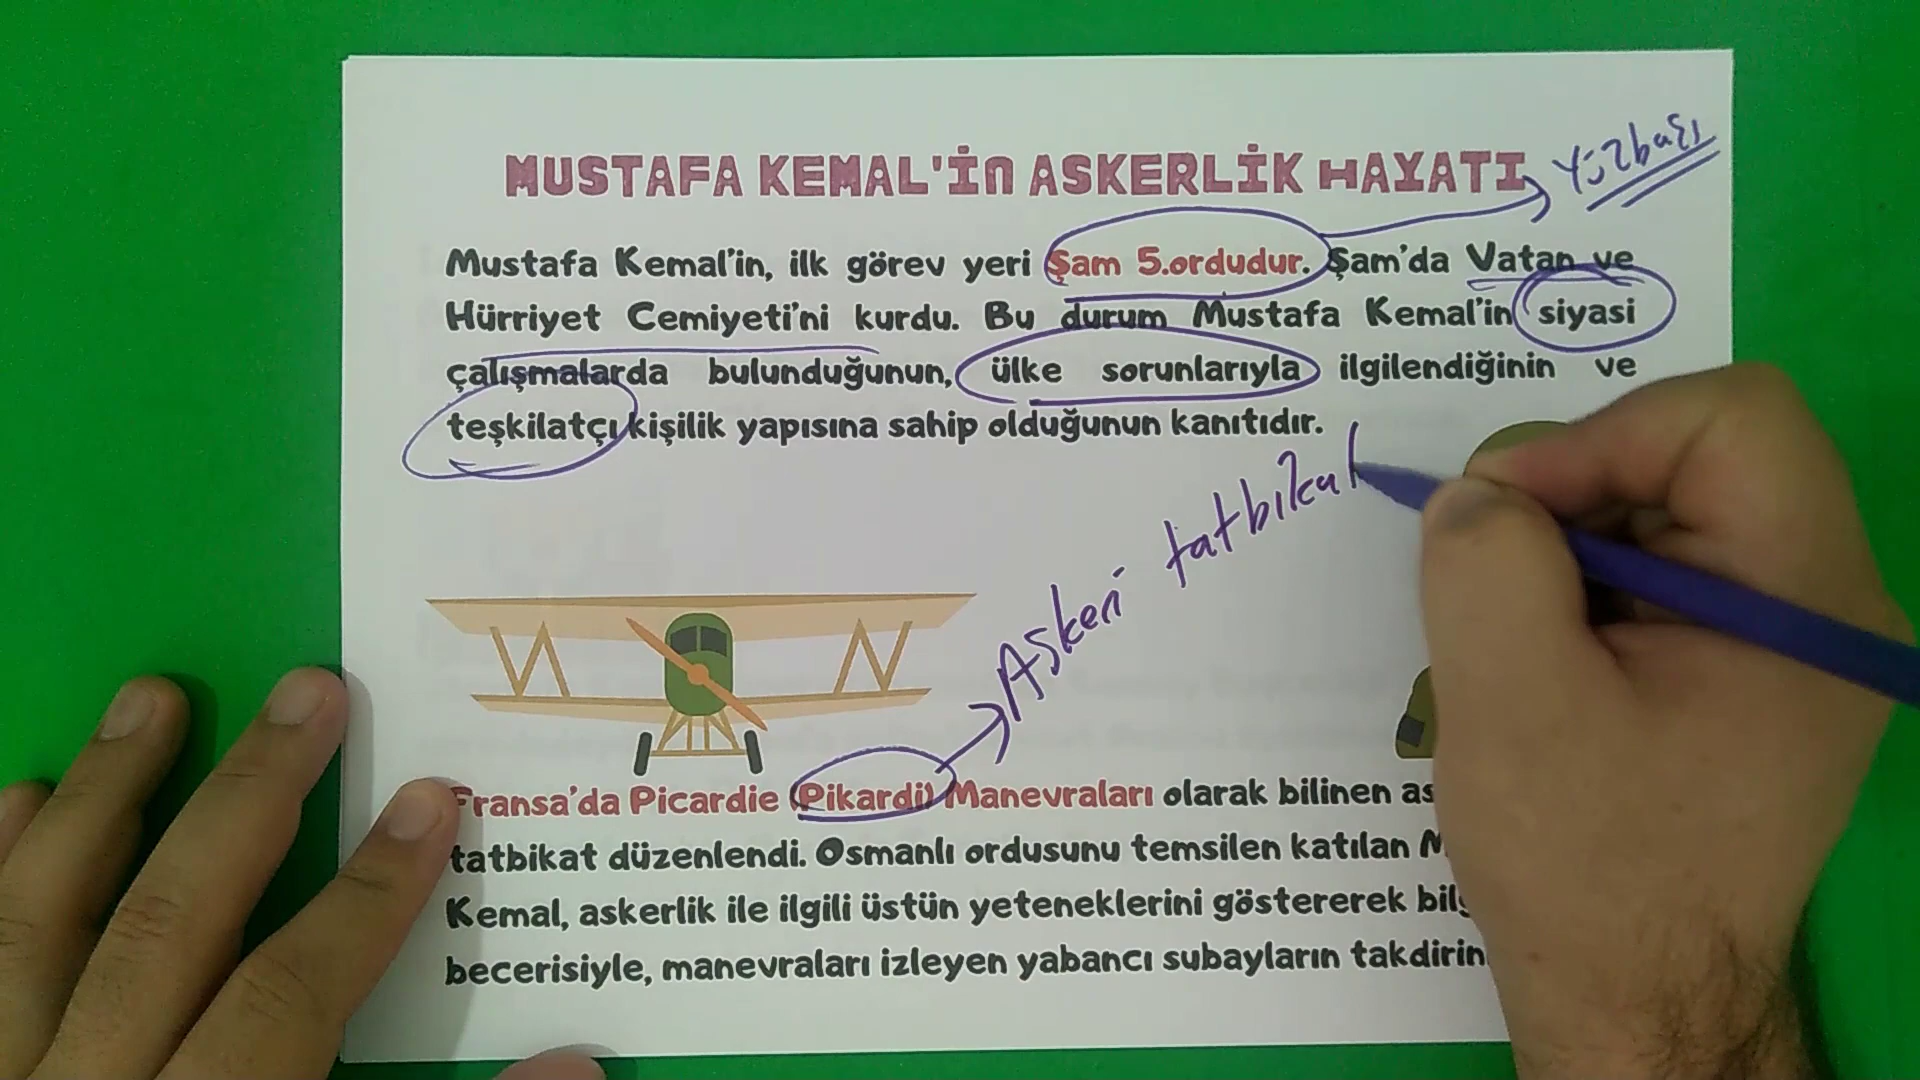 MUSTAFA KEMAL'İN ASKERLİK HAYATI
Yüzbaşı
Mustafa Kemal'in, ilk görev yeri Şam 5.ordudur. Şam'da Vatan ve
Hürriyet Cemiyeti'ni kurdu. Bu durum Mustafa Kemal'in siyasi
çalışmalarda bulunduğunun, ülke sorunlarıyla ilgilendiğinin ve
teşkilatçı kişilik yapısına sahip olduğunun kanıtıdır.
Askeri tatbika
Fransa'da Picardie (Pikardi) Manevraları olarak bilinen as
tatbikat düzenlendi. Osmanlı ordusunu temsilen katılan M
Kemal, askerlik ile ilgili üstün yeteneklerini göstererek bilg
becerisiyle, manevraları izleyen yabancı subayların takdirin